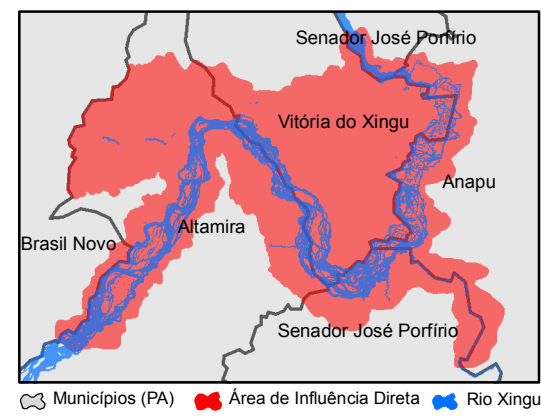 Senador José Porfírio
Vitória do Xingu
Anapu
Altamira
Brasil Novo
Senador José Porfírio
Municípios (PA) Área de Influência Direta Rio Xingu